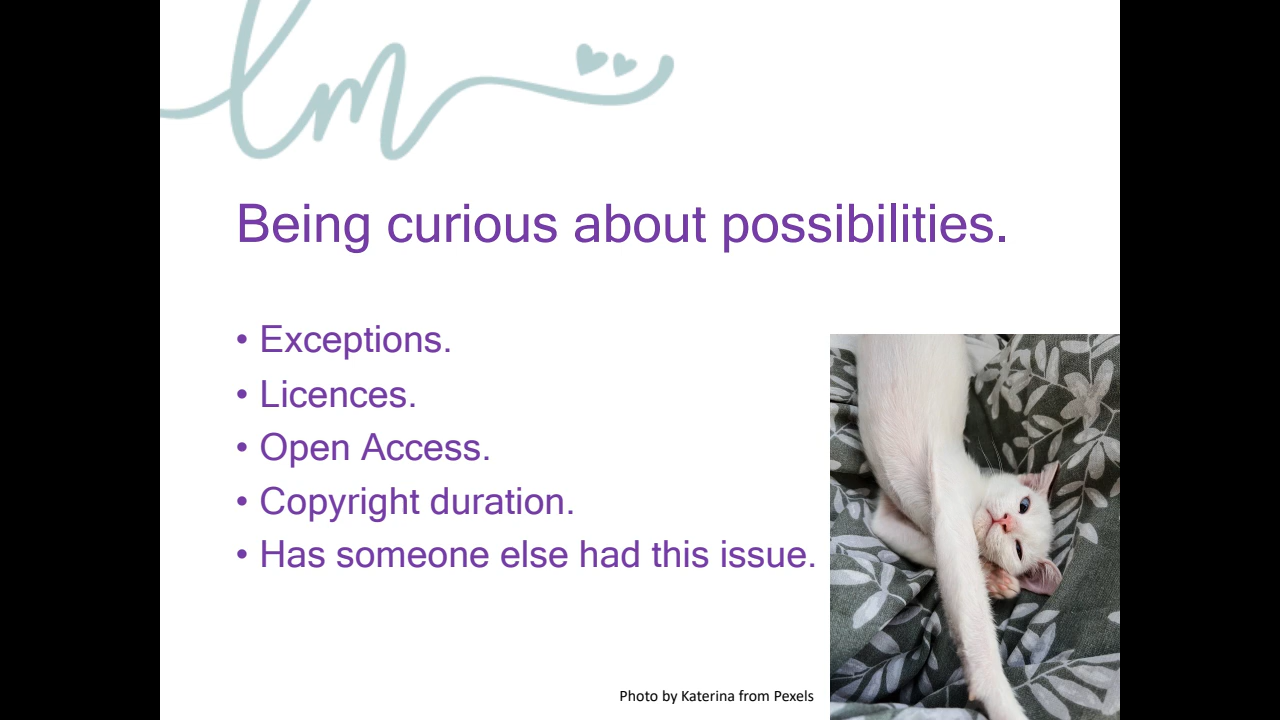 lm
Being curious about possibilities.
• Exceptions.
• Licences.
• Open Access.
• Copyright duration.
• Has someone else had this issue.
Photo by Katerina from Pexels